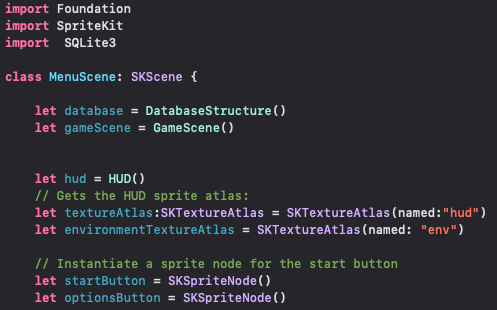 import Foundation
import SpriteKit
import  SQLite3
class MenuScene: SKScene {
let database = DatabaseStructure()
let gameScene = GameScene()
let hud = HUD()
// Gets the HUD sprite atlas:
let textureAtlas:SKTextureAtlas = SKTextureAtlas(named:"hud")
let environmentTextureAtlas = SKTextureAtlas(named: "env")
// Instantiate a sprite node for the start button
let startButton = SKSpriteNode()
let optionsButton = SKSpriteNode()